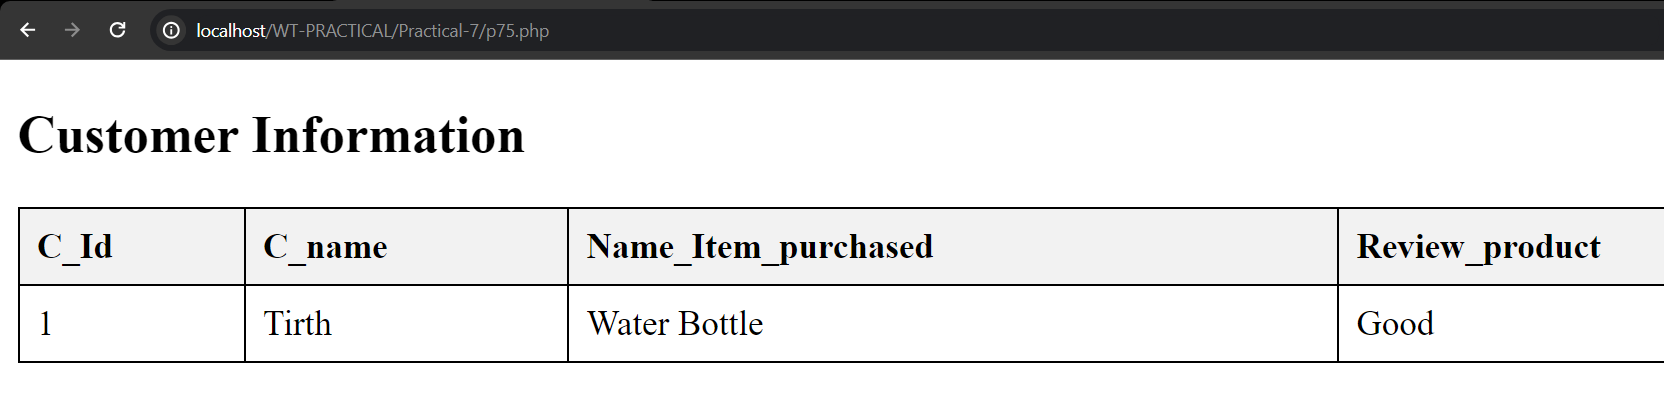 localhost/WT-PRACTICAL/Practical-7/p75.php
Customer Information
C_Id C_name Name_Item_purchased Review_product
1 Tirth Water Bottle Good